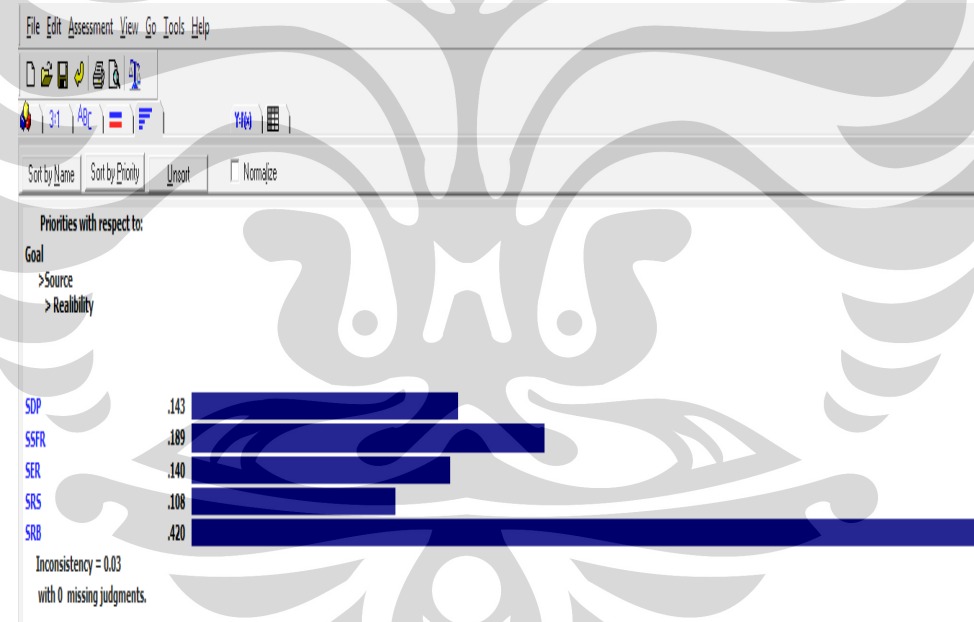 File Edit Assessment View Go Tools Help
3:1 ABC Y=f(x)
Sort by Name Sort by Priority Unsort Normalize
Priorities with respect to:
Goal
>Source
> Realibility
SDP .143
SSFR .189
SER .140
SRS .108
SRB .420
Inconsistency = 0.03
with 0 missing judgments.